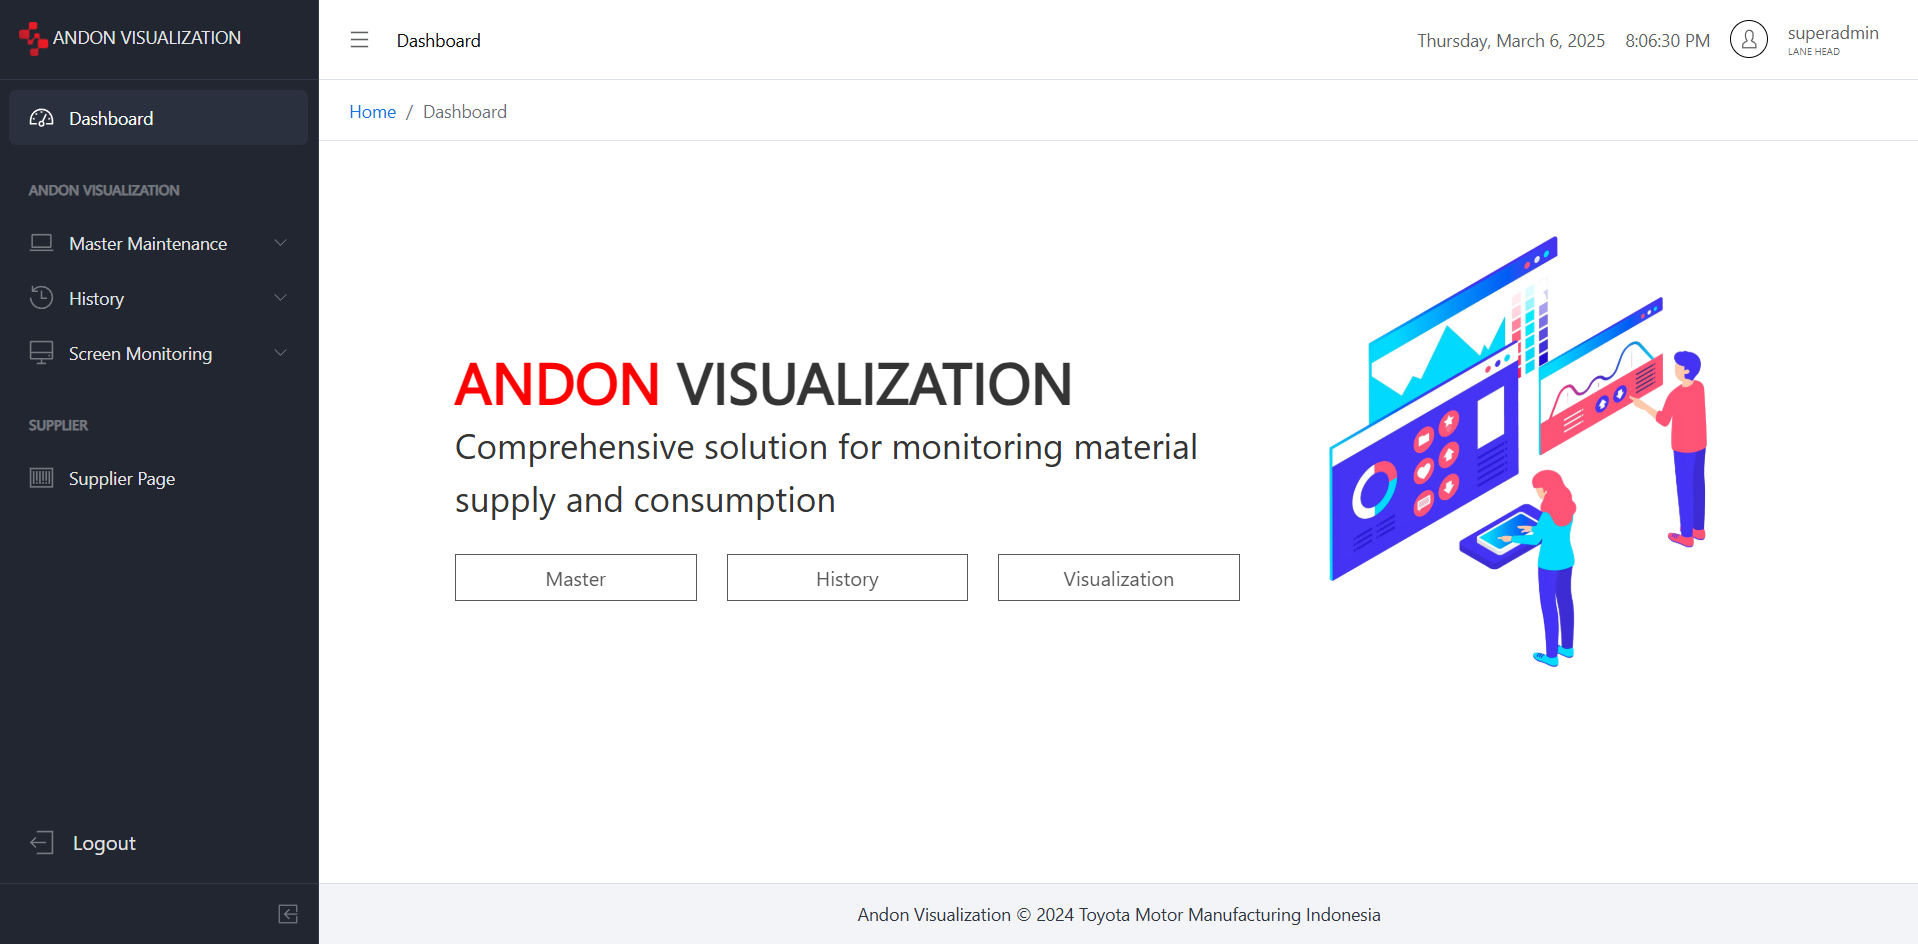 ANDON VISUALIZATION
Dashboard
Thursday, March 6, 2025
8:06:30 PM
superadmin
LANE HEAD
Home / Dashboard
Dashboard
ANDON VISUALIZATION
Master Maintenance
History
Screen Monitoring
SUPPLIER
Supplier Page
Logout
ANDON VISUALIZATION
Comprehensive solution for monitoring material
supply and consumption
Master
History
Visualization
Andon Visualization © 2024 Toyota Motor Manufacturing Indonesia